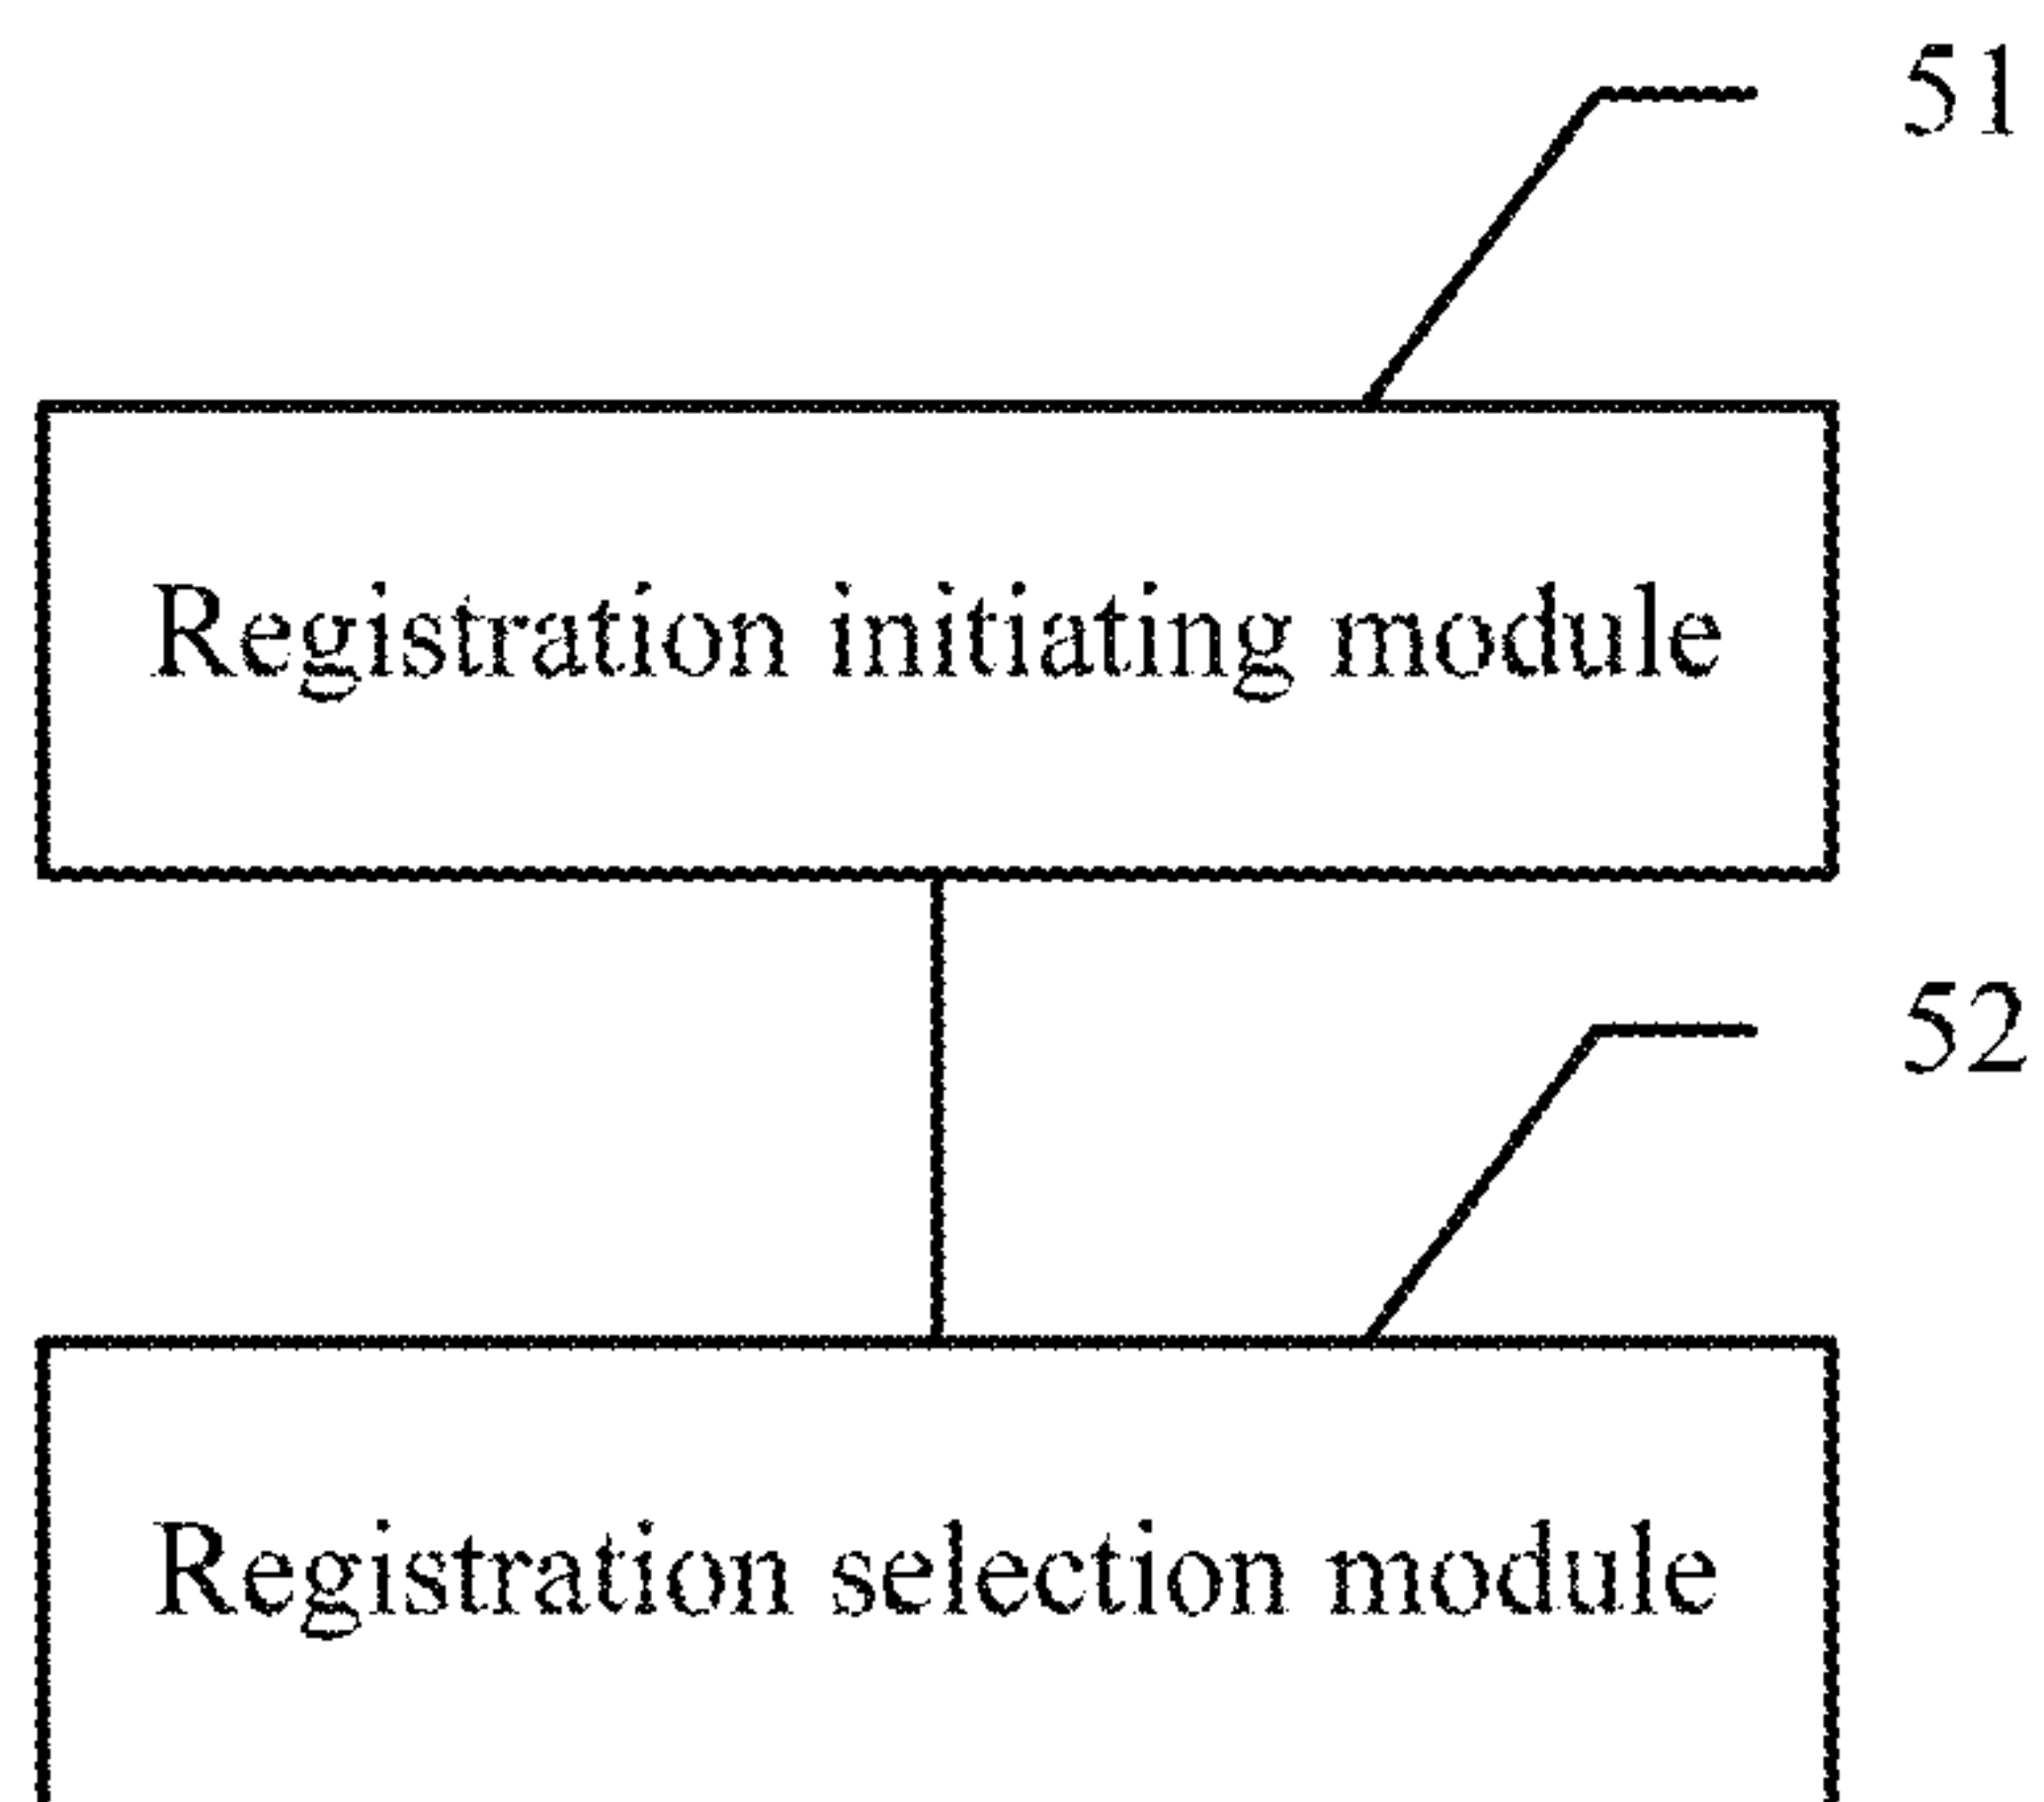 51
Registration initiating module
52
Registration selection module